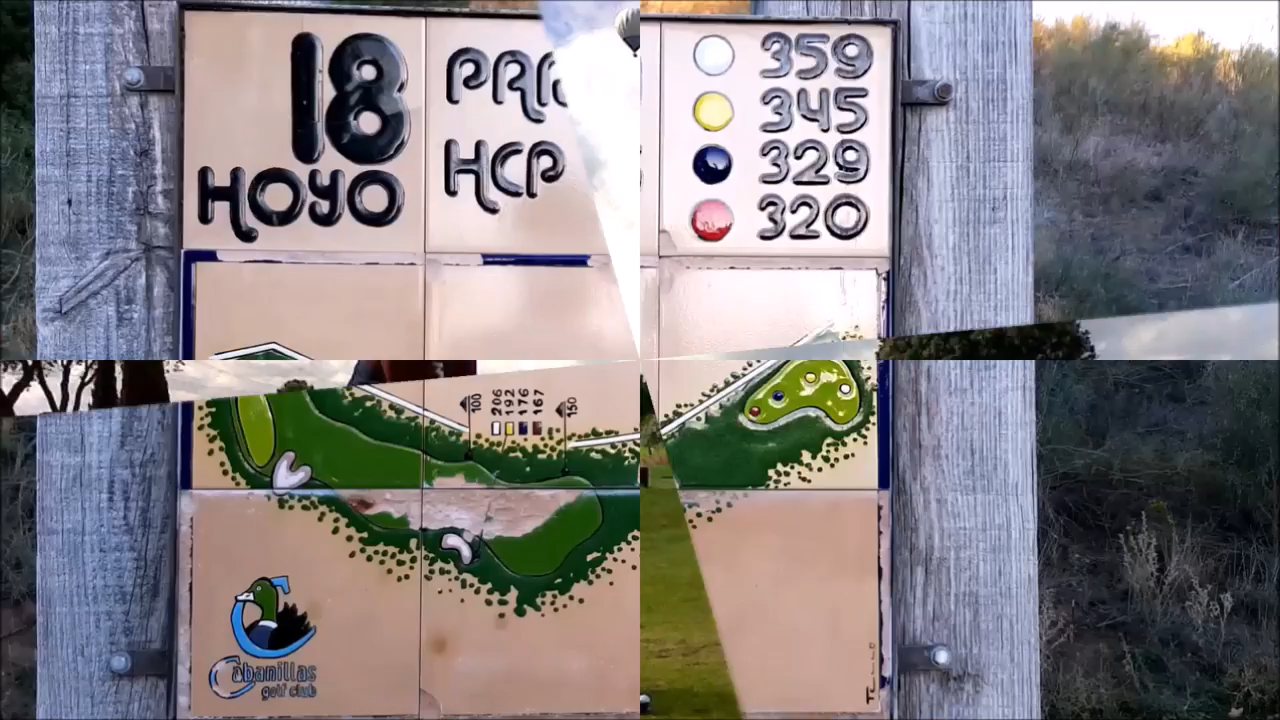 18
HOYO
HCP
359
345
329
320
100
206
192
176
167
150
Cabanillas
golf club